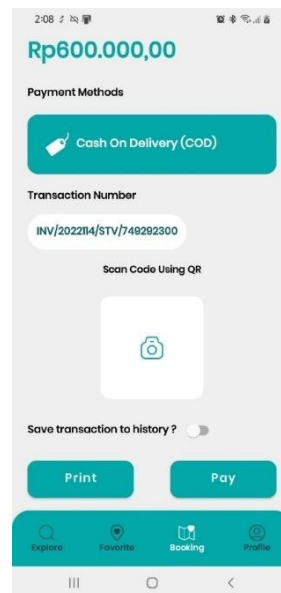 2:08
Rp600.000,00
Payment Methods
Cash On Delivery (COD)
Transaction Number
INV/2022114/STV/749292300
Scan Code Using QR
Save transaction to history ?
Print Pay
Explore Favorite Booking Profile